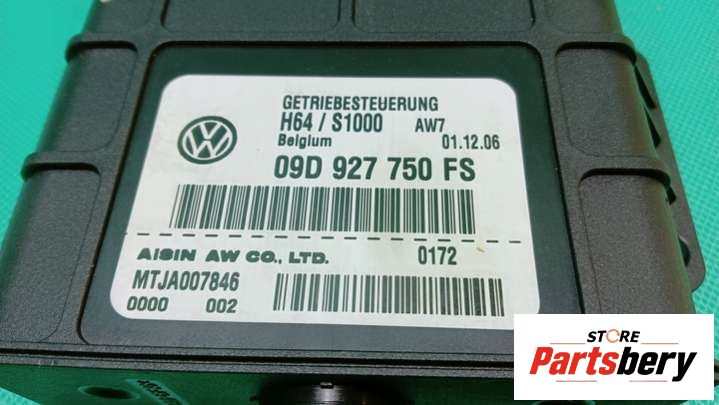 GETRIEBESTEUERUNG
H64 / S1000 AW7
Belgium 01.12.06
09D 927 750 FS
AISIN AW CO., LTD. 0172
MTJA007846
0000 002
STORE
Partsbery